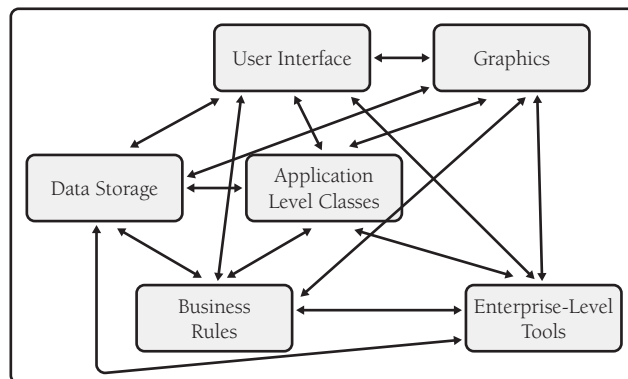 User Interface
Graphics
Data Storage
Application
Level Classes
Business
Rules
Enterprise-Level
Tools